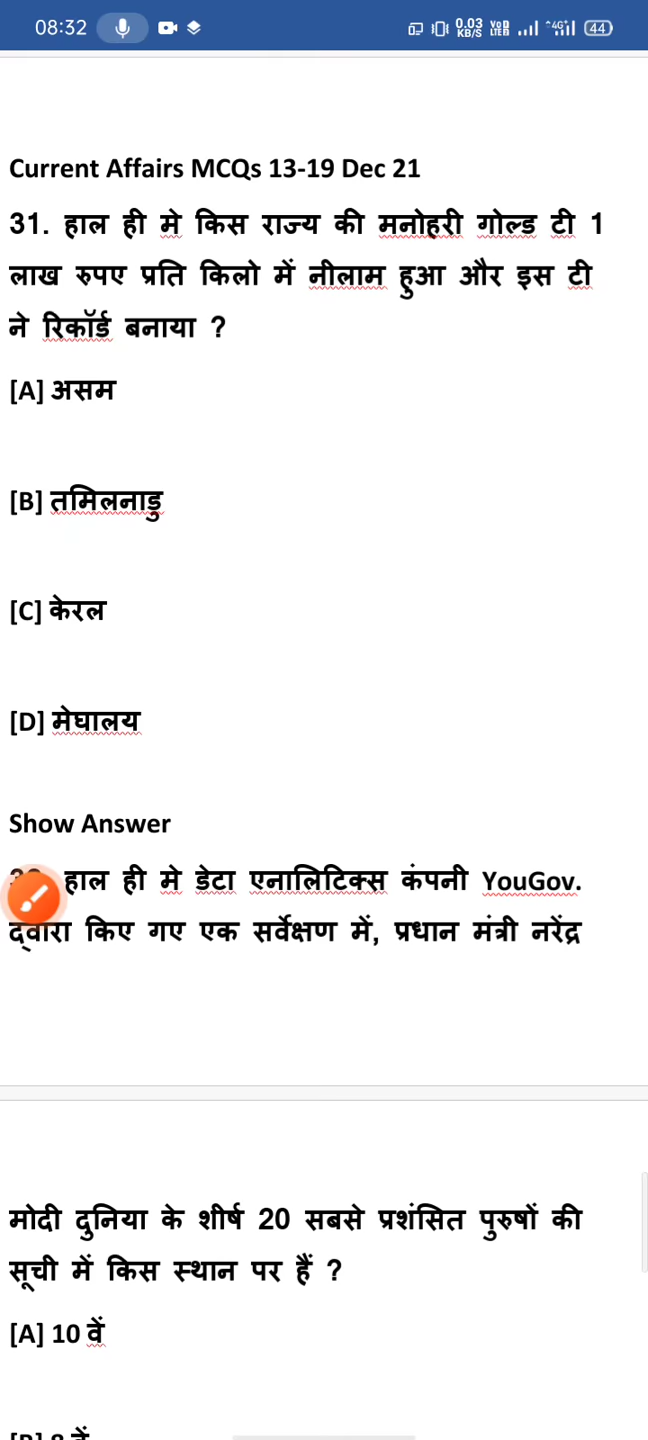 08:32
0.03 KB/S
44
Current Affairs MCQs 13-19 Dec 21
31. हाल ही मे किस राज्य की मनोहरी गोल्ड टी 1
लाख रुपए प्रति किलो में नीलाम हुआ और इस टी
ने रिकॉर्ड बनाया ?
[A] असम
[B] तमिलनाडु
[C] केरल
[D] मेघालय
Show Answer
हाल ही मे डेटा एनालिटिक्स कंपनी YouGov.
द्वारा किए गए एक सर्वेक्षण में, प्रधान मंत्री नरेंद्र
मोदी दुनिया के शीर्ष 20 सबसे प्रशंसित पुरुषों की
सूची में किस स्थान पर हैं ?
[A] 10 वें